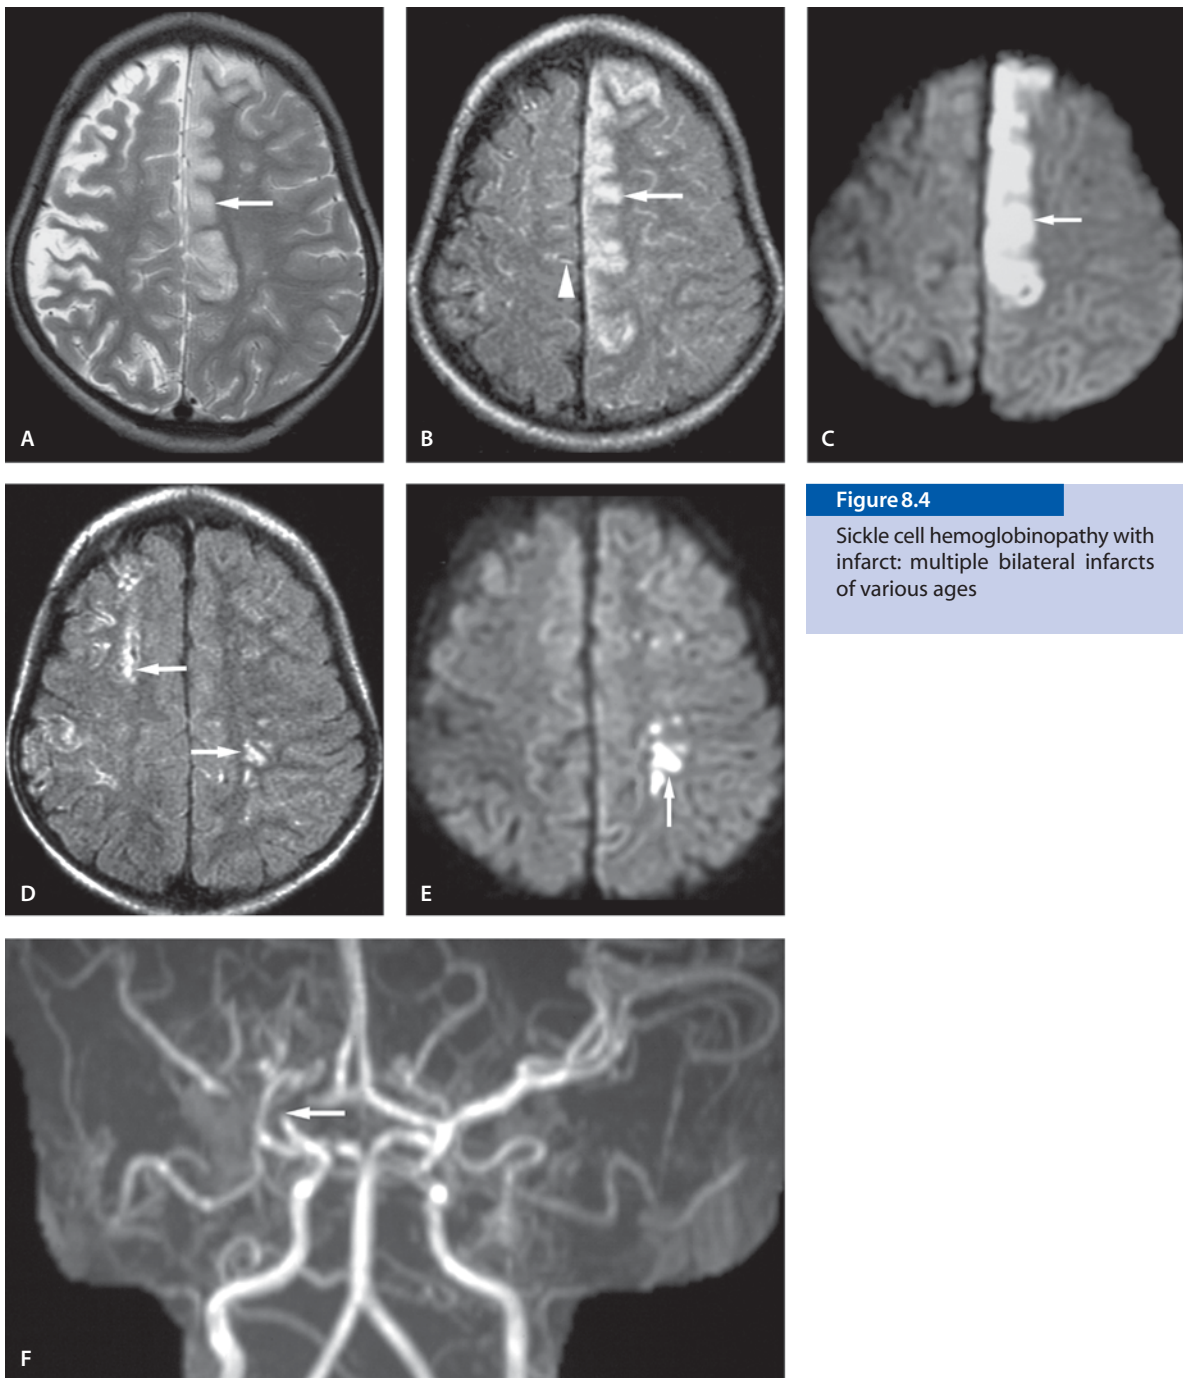 A
B
C
D
E
Figure 8.4
Sickle cell hemoglobinopathy with
infarct: multiple bilateral infarcts
of various ages
F